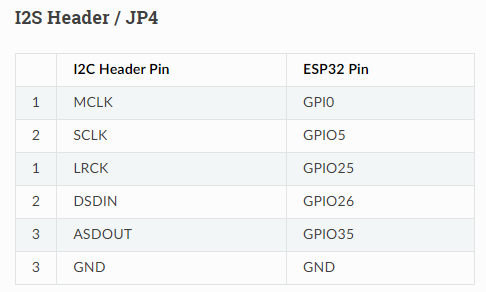 I2S Header / JP4
I2C Header Pin ESP32 Pin
1 MCLK GPI0
2 SCLK GPIO5
1 LRCK GPIO25
2 DSDIN GPIO26
3 ASDOUT GPIO35
3 GND GND